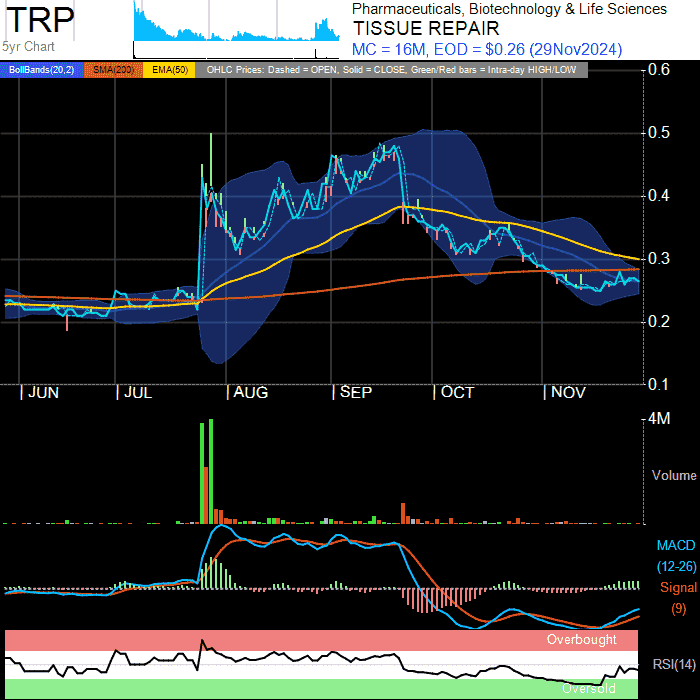 TRP
5yr Chart
Pharmaceuticals, Biotechnology & Life Sciences
TISSUE REPAIR
MC = 16M, EOD = $0.26 (29Nov2024)
BollBands(20,2) SMA(200) EMA(50) OHLC Prices: Dashed = OPEN, Solid = CLOSE, Green/Red bars = Intra-day HIGH/LOW
0.6
0.5
0.4
0.3
0.2
0.1
JUN JUL AUG SEP OCT NOV
4M
Volume
MACD
(12-26)
Signal
(9)
Overbought
RSI(14)
Oversold